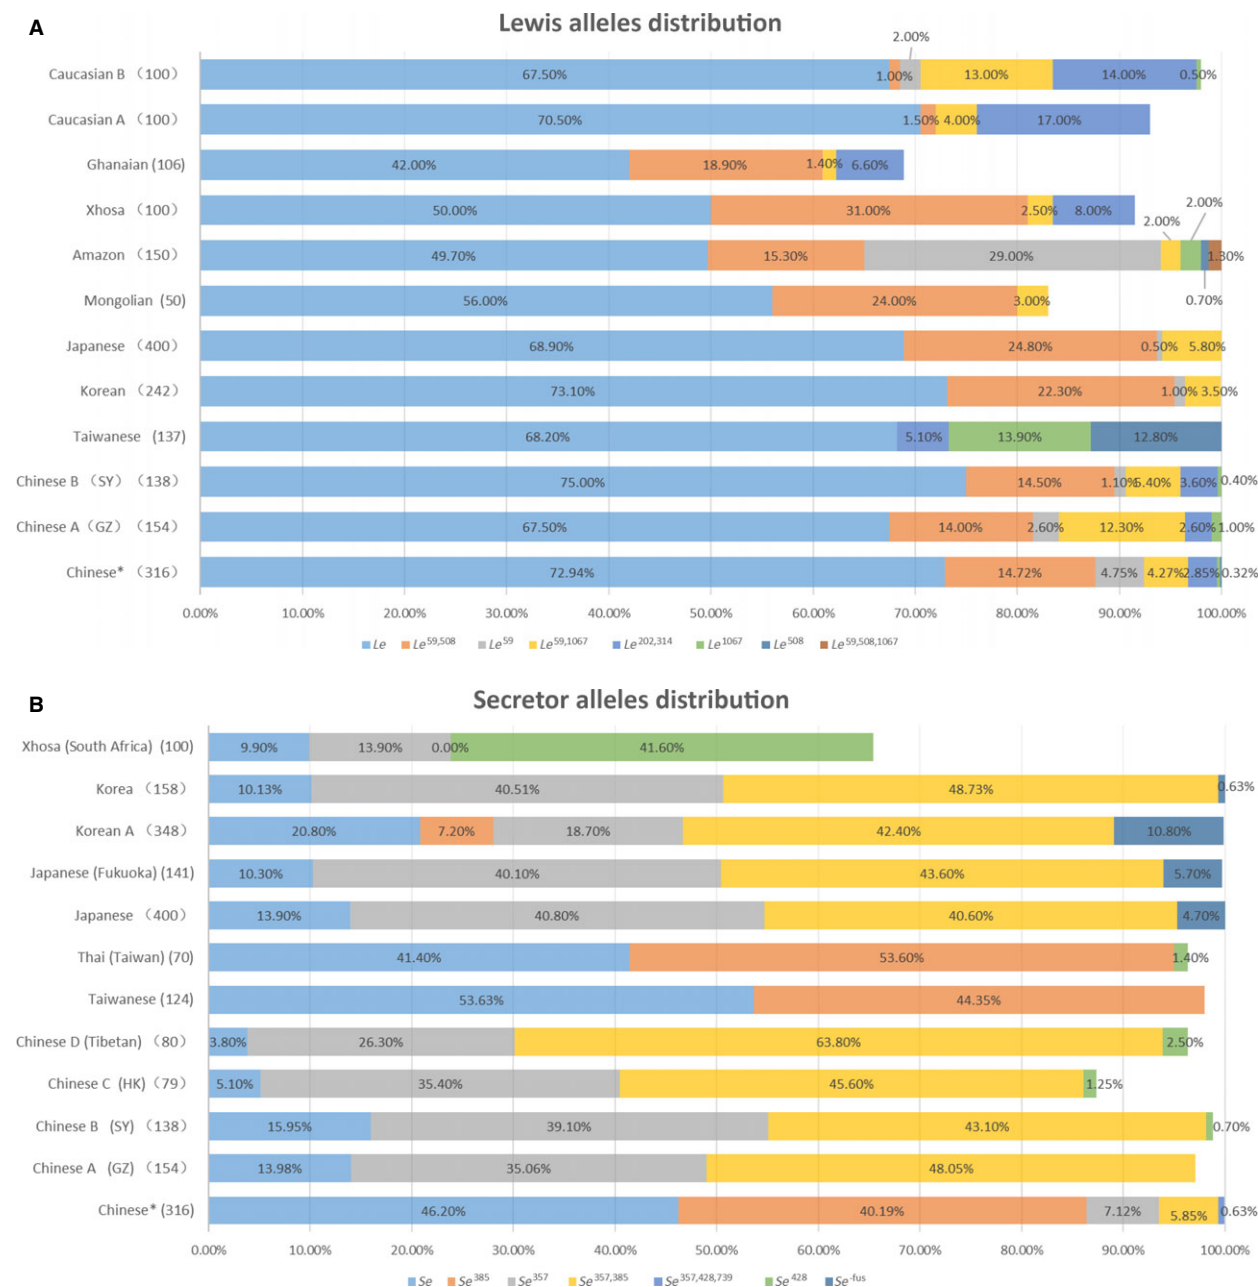 A
Lewis alleles distribution
2.00%
Caucasian B （100） 67.50% 1.00% 13.00% 14.00% 0.50%
Caucasian A （100） 70.50% 1.50% 4.00% 17.00%
Ghanaian (106) 42.00% 18.90% 1.40% 6.60%
Xhosa （100） 50.00% 31.00% 2.50% 8.00% 2.00%
2.00%
Amazon （150） 49.70% 15.30% 29.00% 1.30%
0.70%
Mongolian (50) 56.00% 24.00% 3.00%
Japanese （400） 68.90% 24.80% 0.50% 5.80%
Korean （242） 73.10% 22.30% 1.00% 3.50%
Taiwanese (137) 68.20% 5.10% 13.90% 12.80%
Chinese B （SY）（138） 75.00% 14.50% 1.10% 5.40% 3.60% 0.40%
Chinese A（GZ）（154） 67.50% 14.00% 2.60% 12.30% 2.60% 1.00%
Chinese* （316） 72.94% 14.72% 4.75% 4.27% 2.85% 0.32%
0.00% 10.00% 20.00% 30.00% 40.00% 50.00% 60.00% 70.00% 80.00% 90.00% 100.00%
Le Le59,508 Le59 Le59,1067 Le202,314 Le1067 Le508 Le59,508,1067
B
Secretor alleles distribution
Xhosa (South Africa) (100) 9.90% 13.90% 0.00% 41.60%
Korea （158） 10.13% 40.51% 48.73% 0.63%
Korean A （348） 20.80% 7.20% 18.70% 42.40% 10.80%
Japanese (Fukuoka) (141) 10.30% 40.10% 43.60% 5.70%
Japanese （400） 13.90% 40.80% 40.60% 4.70%
Thai (Taiwan) (70) 41.40% 53.60% 1.40%
Taiwanese (124) 53.63% 44.35%
Chinese D (Tibetan) （80） 3.80% 26.30% 63.80% 2.50%
Chinese C (HK)（79） 5.10% 35.40% 45.60% 1.25%
Chinese B (SY) （138） 15.95% 39.10% 43.10% 0.70%
Chinese A (GZ) （154） 13.98% 35.06% 48.05%
Chinese* (316) 46.20% 40.19% 7.12% 5.85% 0.63%
0.00% 10.00% 20.00% 30.00% 40.00% 50.00% 60.00% 70.00% 80.00% 90.00% 100.00%
Se Se385 Se357 Se357,385 Se357,428,739 Se428 Se-fus